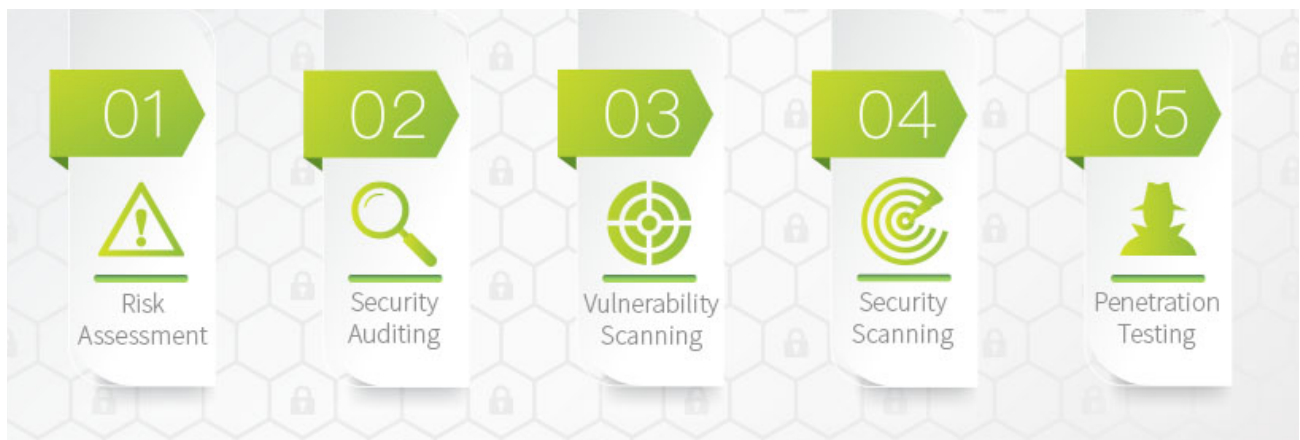 01
Risk
Assessment
02
Security
Auditing
03
Vulnerability
Scanning
04
Security
Scanning
05
Penetration
Testing